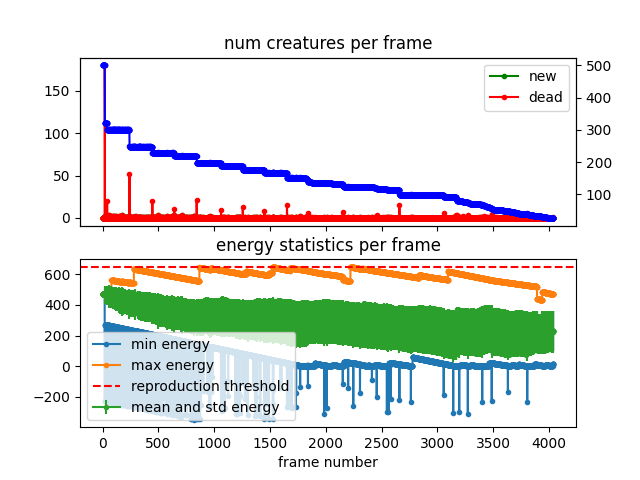 num creatures per frame
150
100
50
0
500
400
300
200
100
new
dead
energy statistics per frame
600
400
200
0
−200
min energy
max energy
reproduction threshold
mean and std energy
0
500
1000
1500
2000
2500
3000
3500
4000
frame number